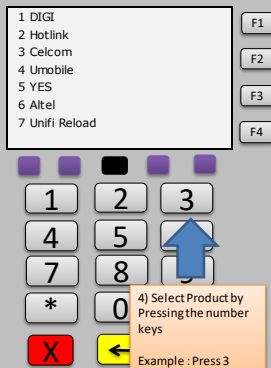 1 DIGI
2 Hotlink
3 Celcom
4 Umobile
5 YES
6 Altel
7 Unifi Reload
F1
F2
F3
F4
1 2 3
4 5
7 8
* 0
X ←
4) Select Product by
Pressing the number
keys
Example : Press 3